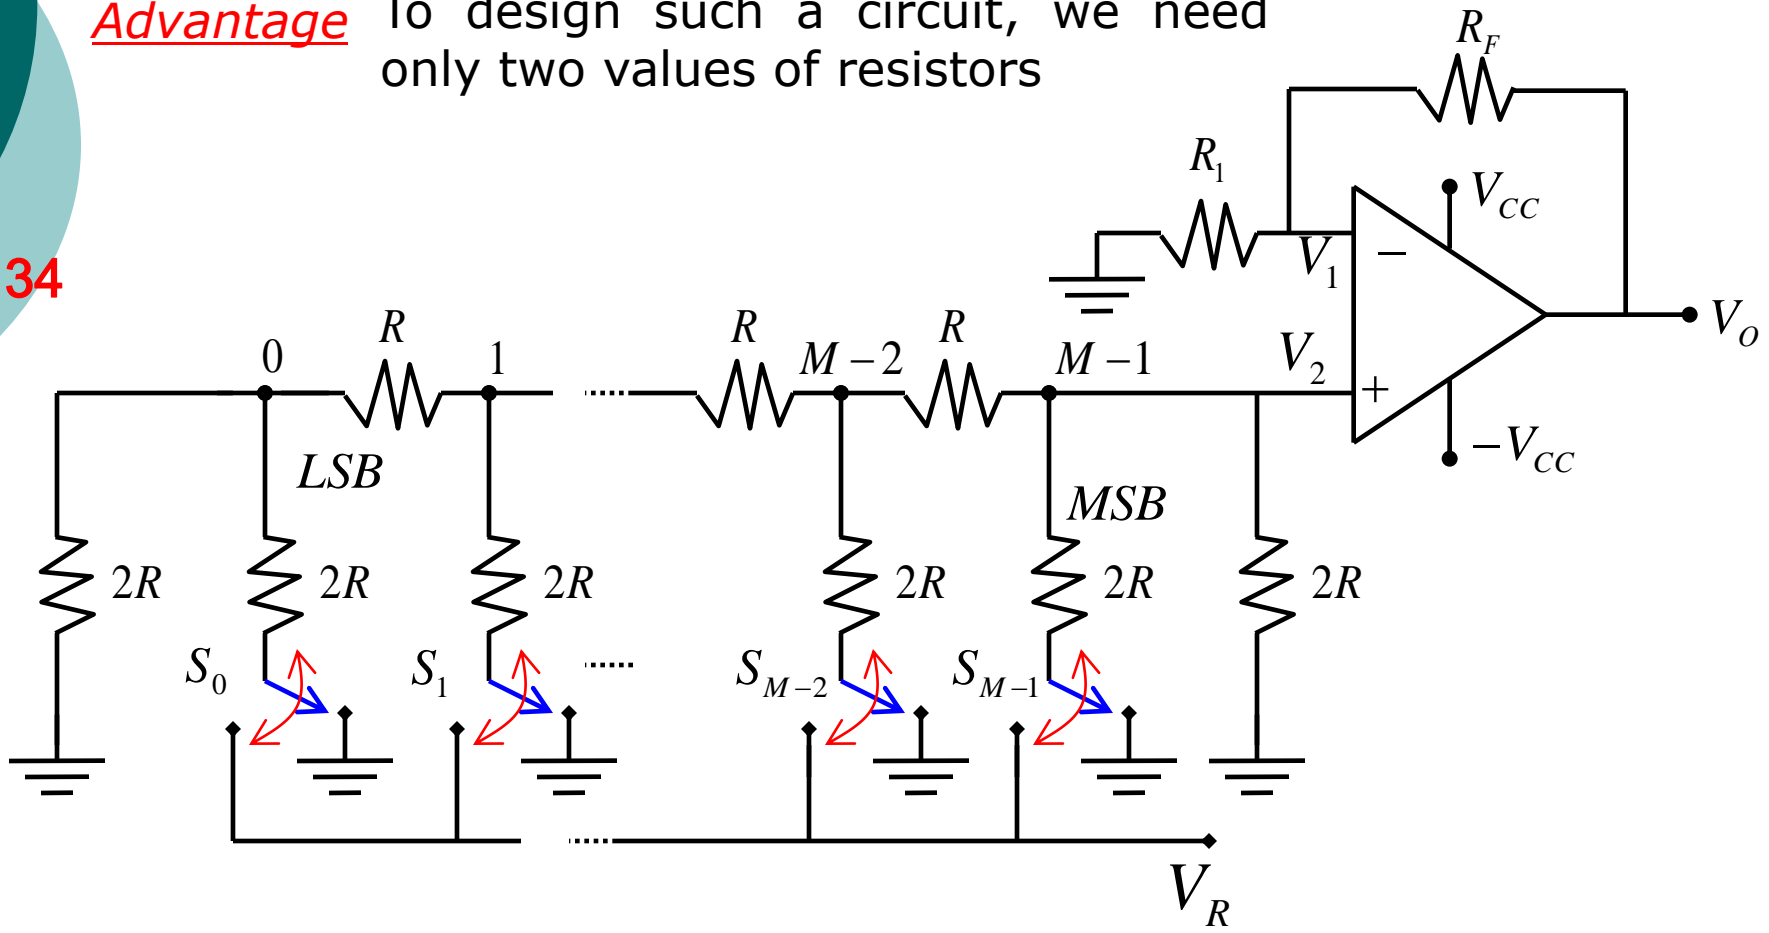 Advantage To design such a circuit, we need
only two values of resistors
R_F
R_1
V_CC
34
V_1
−
V_O
R R R
0 1 M−2 M−1 V_2
+
−V_CC
LSB
MSB
2R 2R 2R 2R 2R 2R
S_0 S_1 ...... S_M−2 S_M−1
V_R